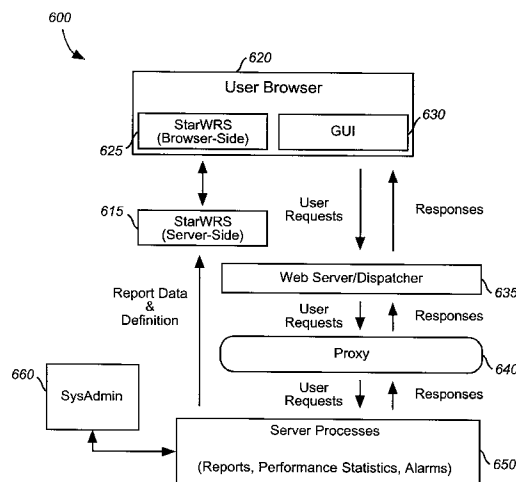 600
620
User Browser
StarWRS
(Browser-Side)
GUI
625
630
615
StarWRS
(Server-Side)
User
Requests
Responses
Web Server/Dispatcher
635
Report Data
&
Definition
User
Requests
Responses
Proxy
640
660
SysAdmin
User
Requests
Responses
Server Processes
(Reports, Performance Statistics, Alarms)
650